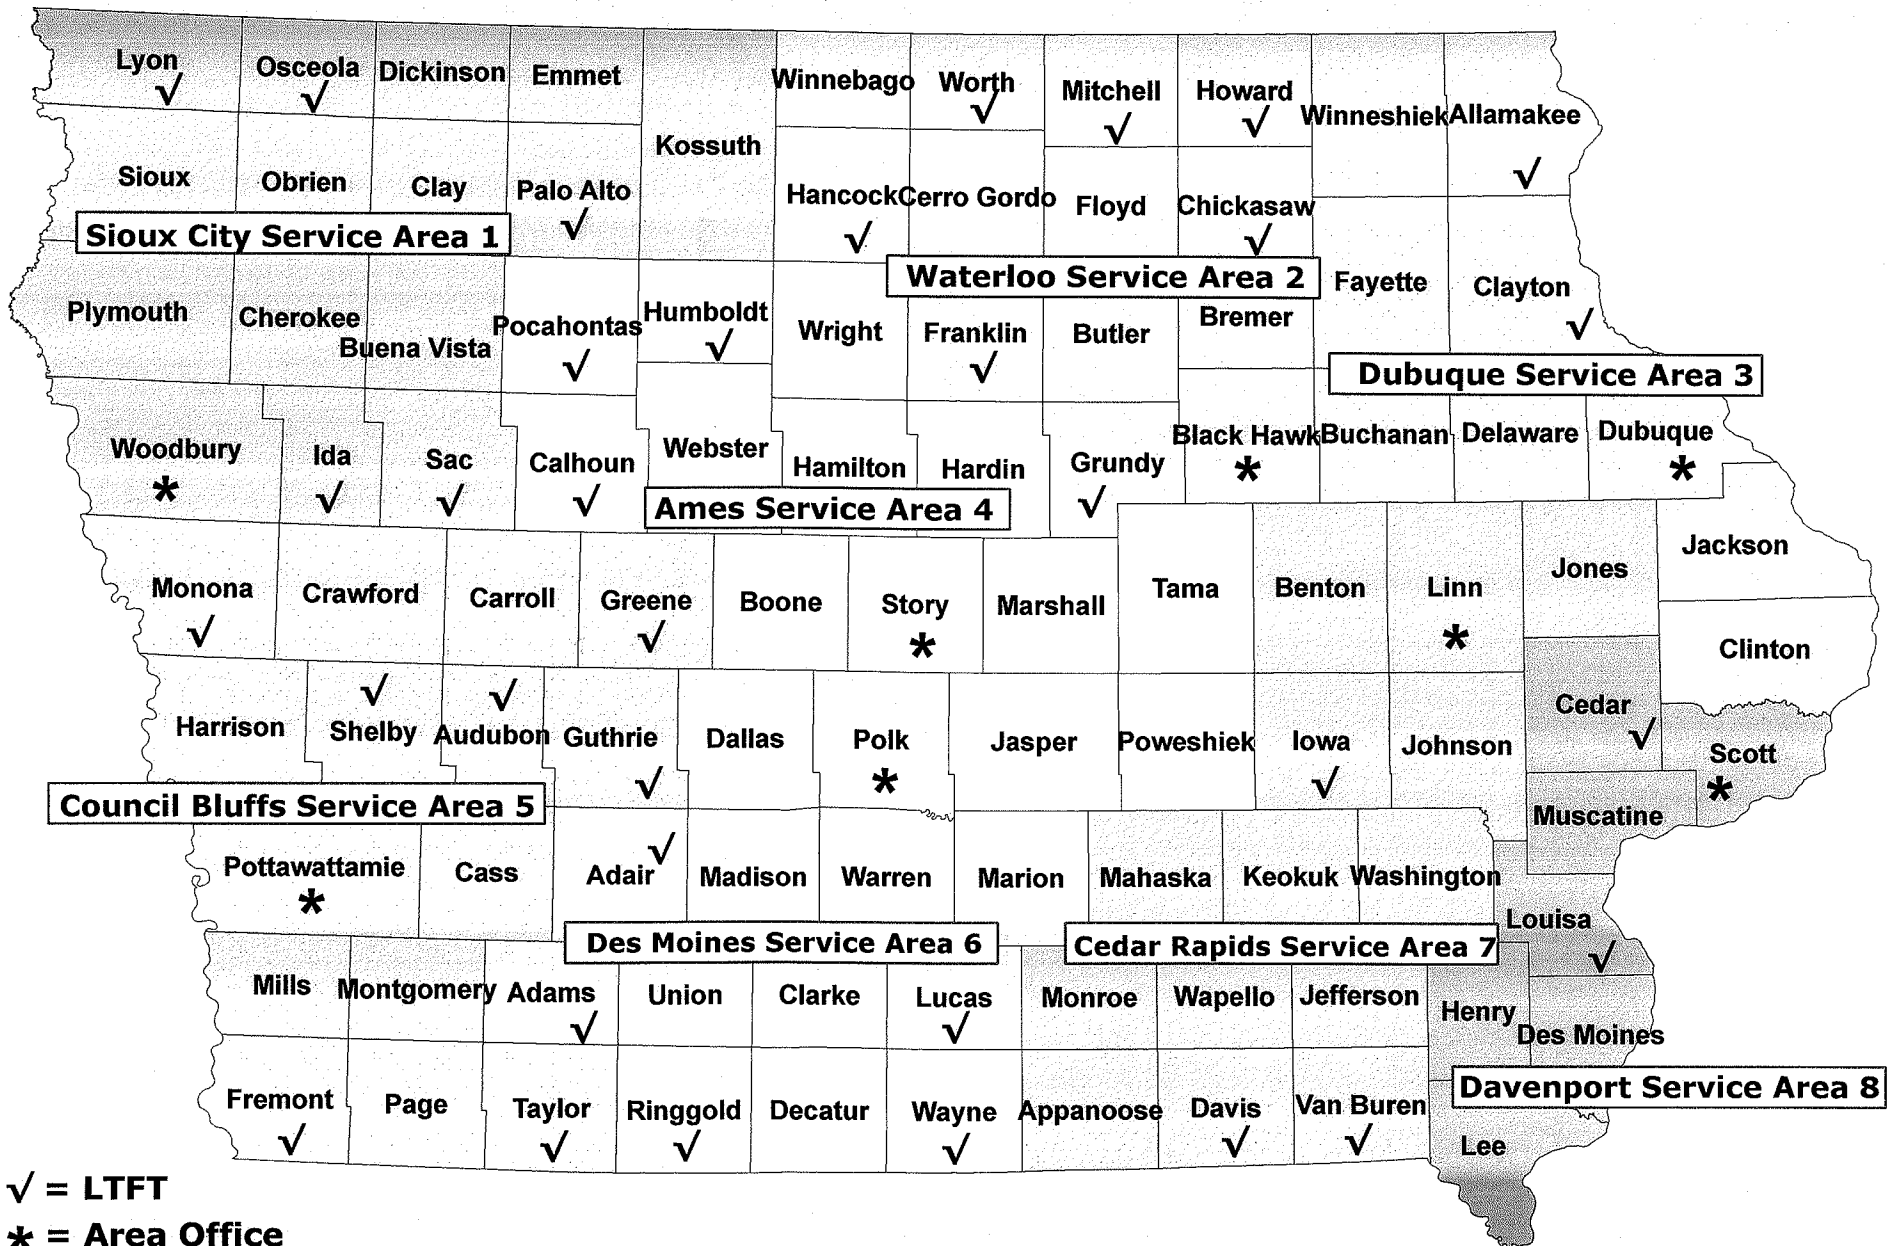 Lyon
√
Osceola
√
Dickinson
Emmet
Kossuth
Winnebago
Worth
√
Mitchell
√
Howard
√
Winneshiek
Allamakee
√
Sioux
Obrien
Clay
Palo Alto
√
Hancock
√
Cerro Gordo
Floyd
Chickasaw
√
Sioux City Service Area 1
Waterloo Service Area 2
Fayette
Clayton
√
Plymouth
Cherokee
Buena Vista
Pocahontas
√
Humboldt
√
Wright
Franklin
√
Butler
Bremer
Dubuque Service Area 3
Woodbury
*
Ida
√
Sac
√
Calhoun
√
Webster
Hamilton
Hardin
Grundy
√
Black Hawk
*
Buchanan
Delaware
Dubuque
*
Ames Service Area 4
Monona
√
Crawford
Carroll
Greene
√
Boone
Story
*
Marshall
Tama
Benton
Linn
*
Jones
Jackson
Clinton
Harrison
√
Shelby
√
Audubon
Guthrie
√
Dallas
Polk
*
Jasper
Poweshiek
Iowa
√
Johnson
Cedar
√
Scott
*
Muscatine
Council Bluffs Service Area 5
Pottawattamie
*
Cass
Adair
√
Madison
Warren
Marion
Mahaska
Keokuk
Washington
Louisa
√
Des Moines Service Area 6
Cedar Rapids Service Area 7
Mills
Montgomery
Adams
√
Union
Clarke
Lucas
√
Monroe
Wapello
Jefferson
Henry
Des Moines
Davenport Service Area 8
Fremont
√
Page
Taylor
√
Ringgold
√
Decatur
Wayne
√
Appanoose
Davis
√
Van Buren
√
Lee
√ = LTFT
* = Area Office